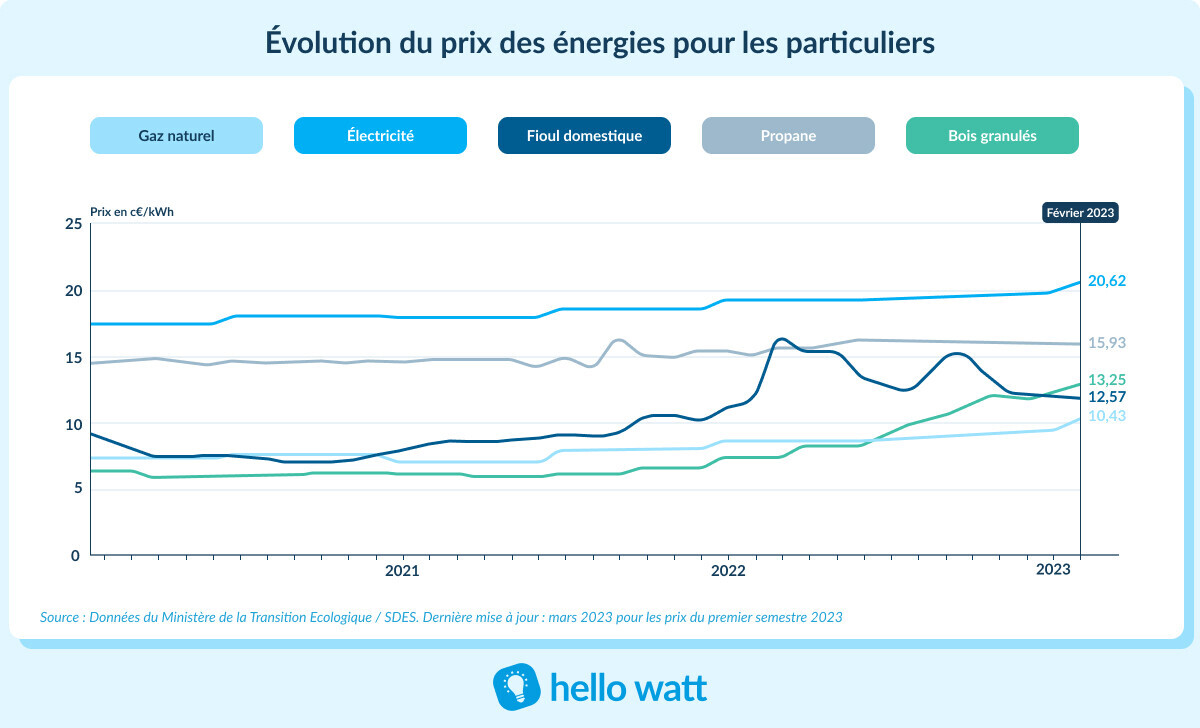 Évolution du prix des énergies pour les particuliers
Gaz naturel
Électricité
Fioul domestique
Propane
Bois granulés
Prix en c€/kWh
Février 2023
25
20
15
10
5
0
20,62
15,93
13,25
12,57
10,43
2021
2022
2023
Source : Données du Ministère de la Transition Ecologique / SDES. Dernière mise à jour : mars 2023 pour les prix du premier semestre 2023
hello watt